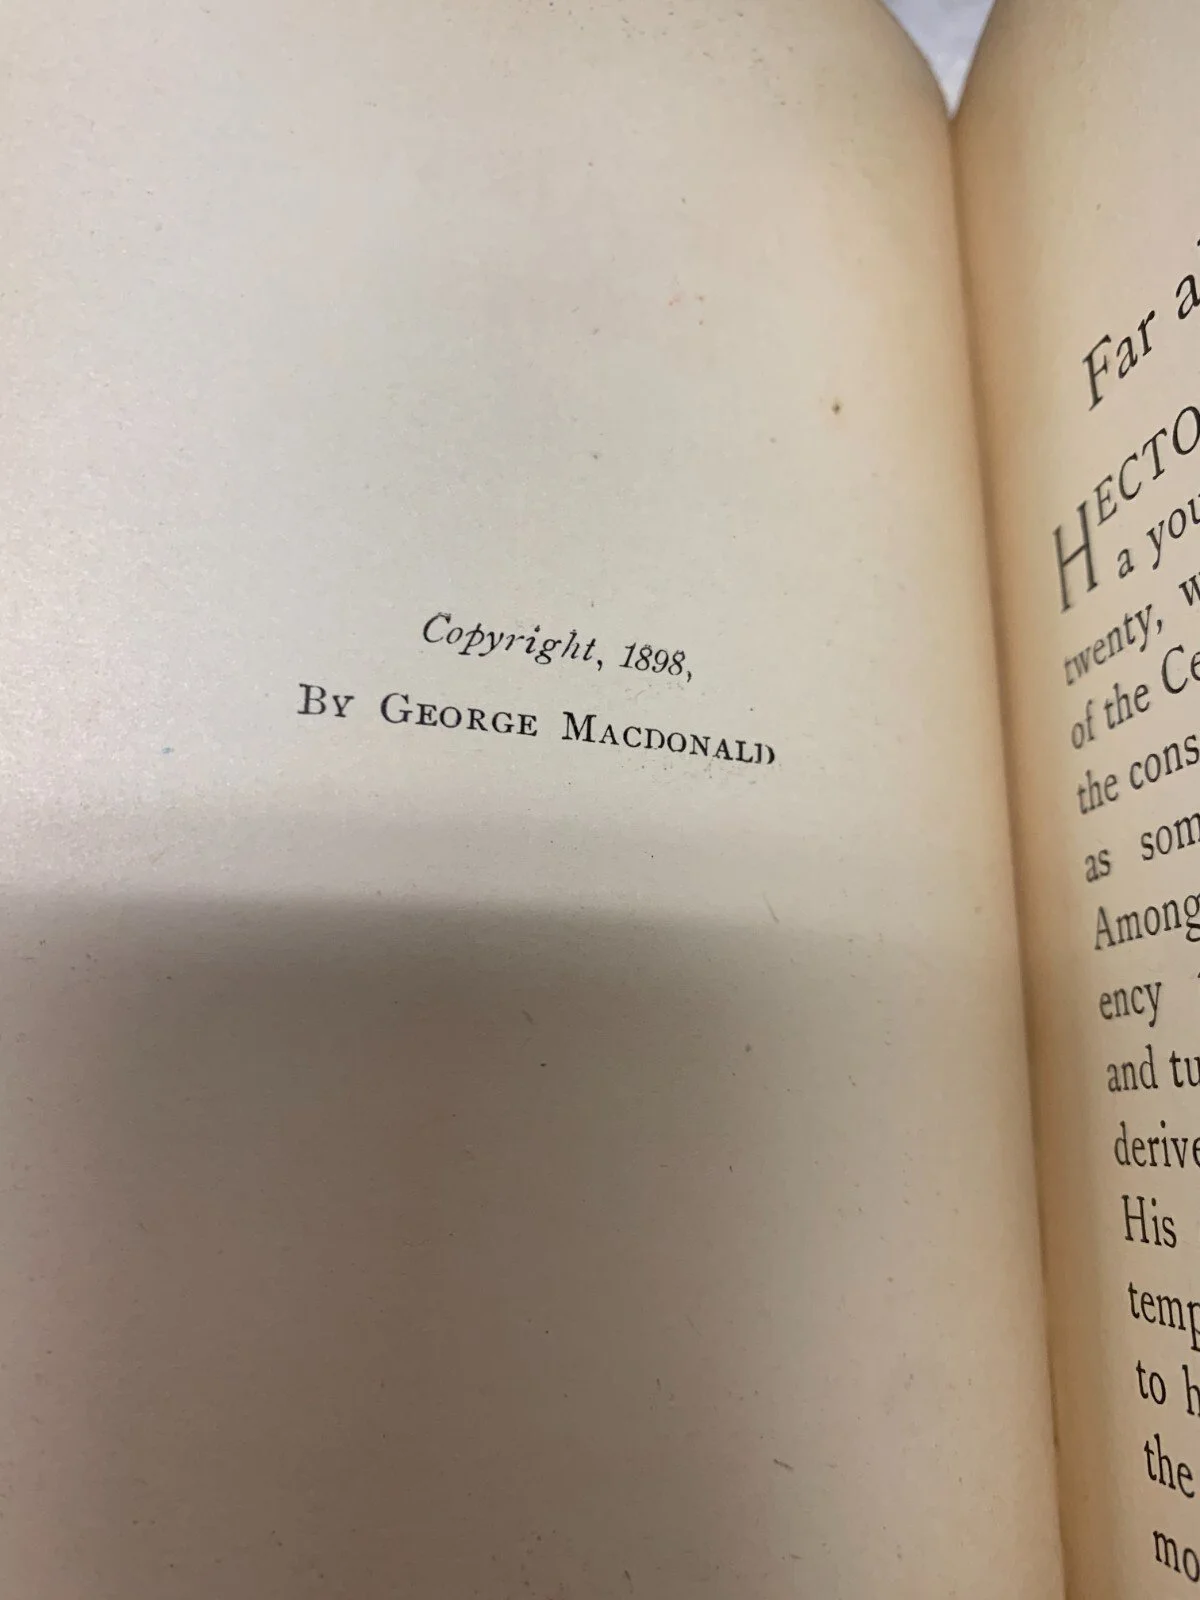 Copyright, 1898,
BY GEORGE MACDONALD
Far
HECTO
a you
twenty,
of the Ce
the cons
as som
Among
ency
and tu
derive
His
temp
to h
the
mo